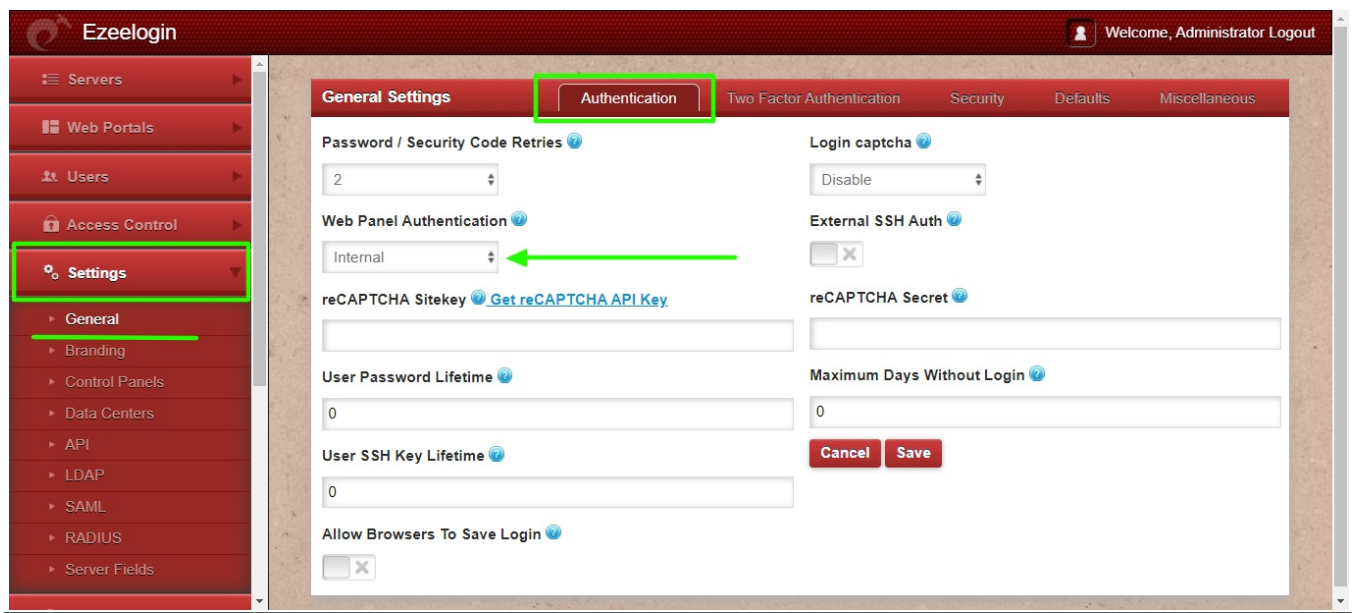 Ezeelogin
Welcome, Administrator Logout
Servers
Web Portals
Users
Access Control
Settings
General
Branding
Control Panels
Data Centers
API
LDAP
SAML
RADIUS
Server Fields
General Settings
Authentication
Two Factor Authentication
Security
Defaults
Miscellaneous
Password / Security Code Retries
2
Login captcha
Disable
Web Panel Authentication
Internal
External SSH Auth
reCAPTCHA Sitekey Get reCAPTCHA API Key
reCAPTCHA Secret
User Password Lifetime
0
Maximum Days Without Login
0
User SSH Key Lifetime
0
Cancel
Save
Allow Browsers To Save Login